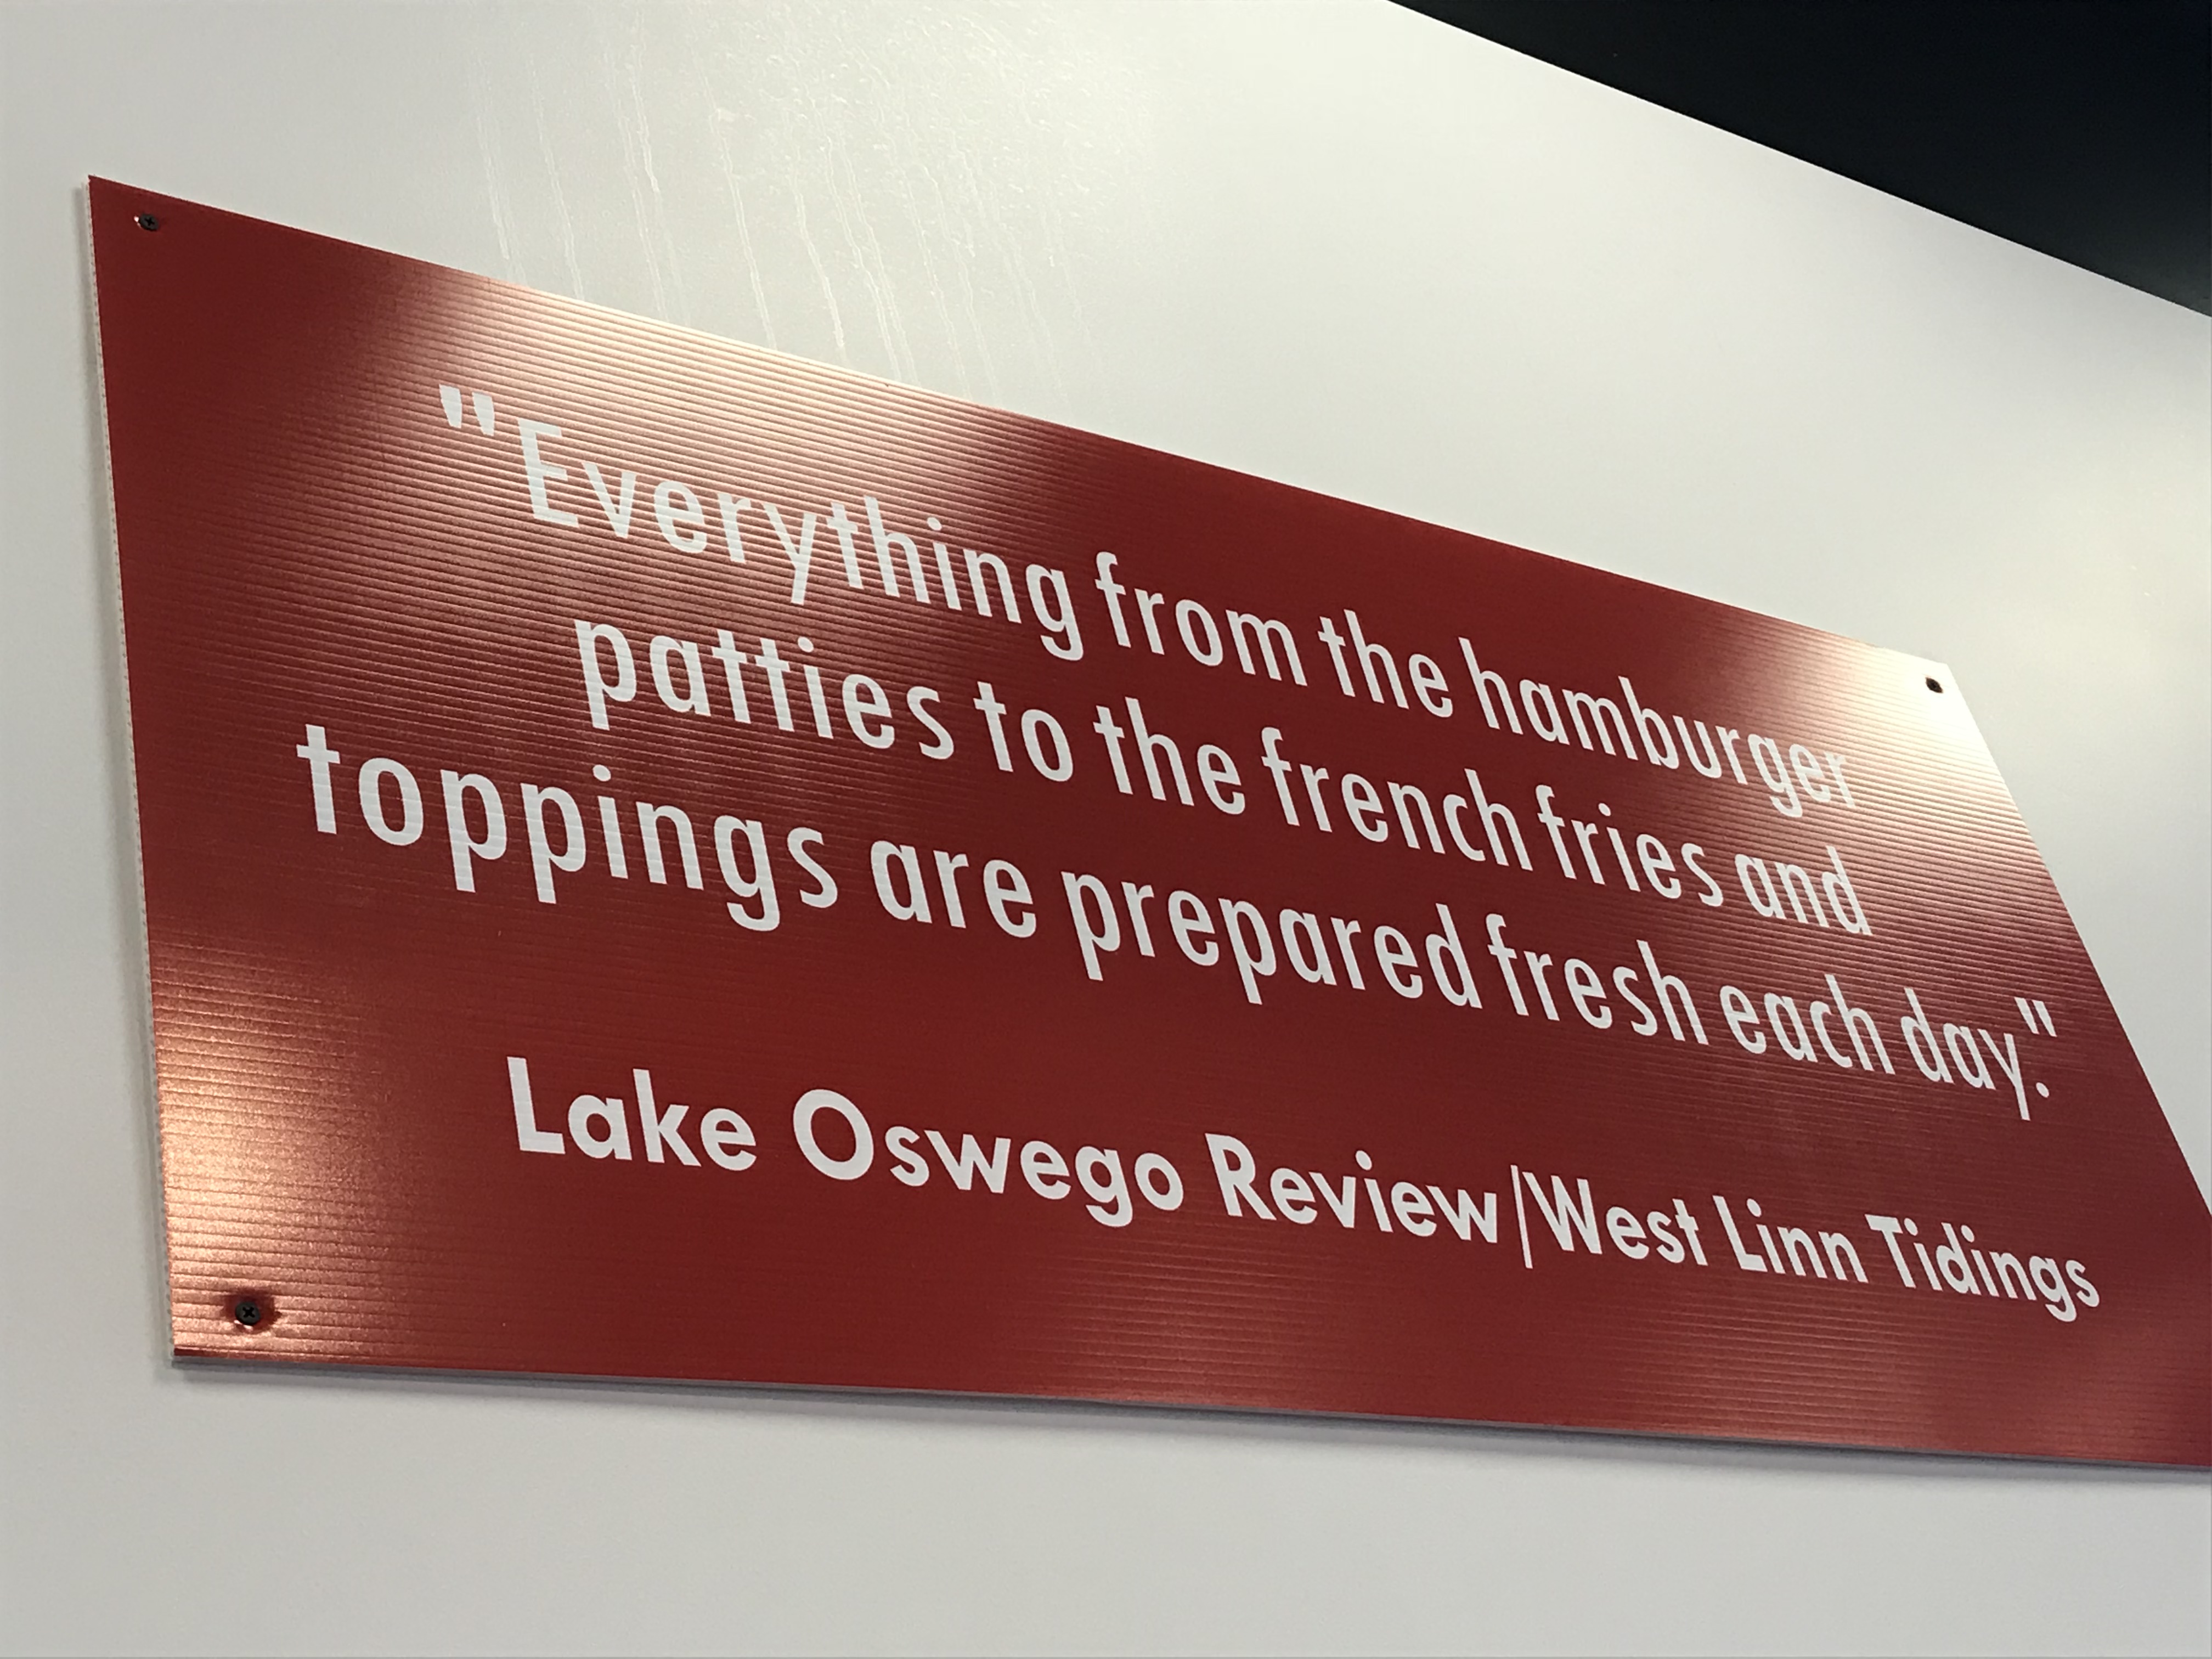 "Everything from the hamburger
patties to the french fries and
toppings are prepared fresh each day."
Lake Oswego Review/West Linn Tidings